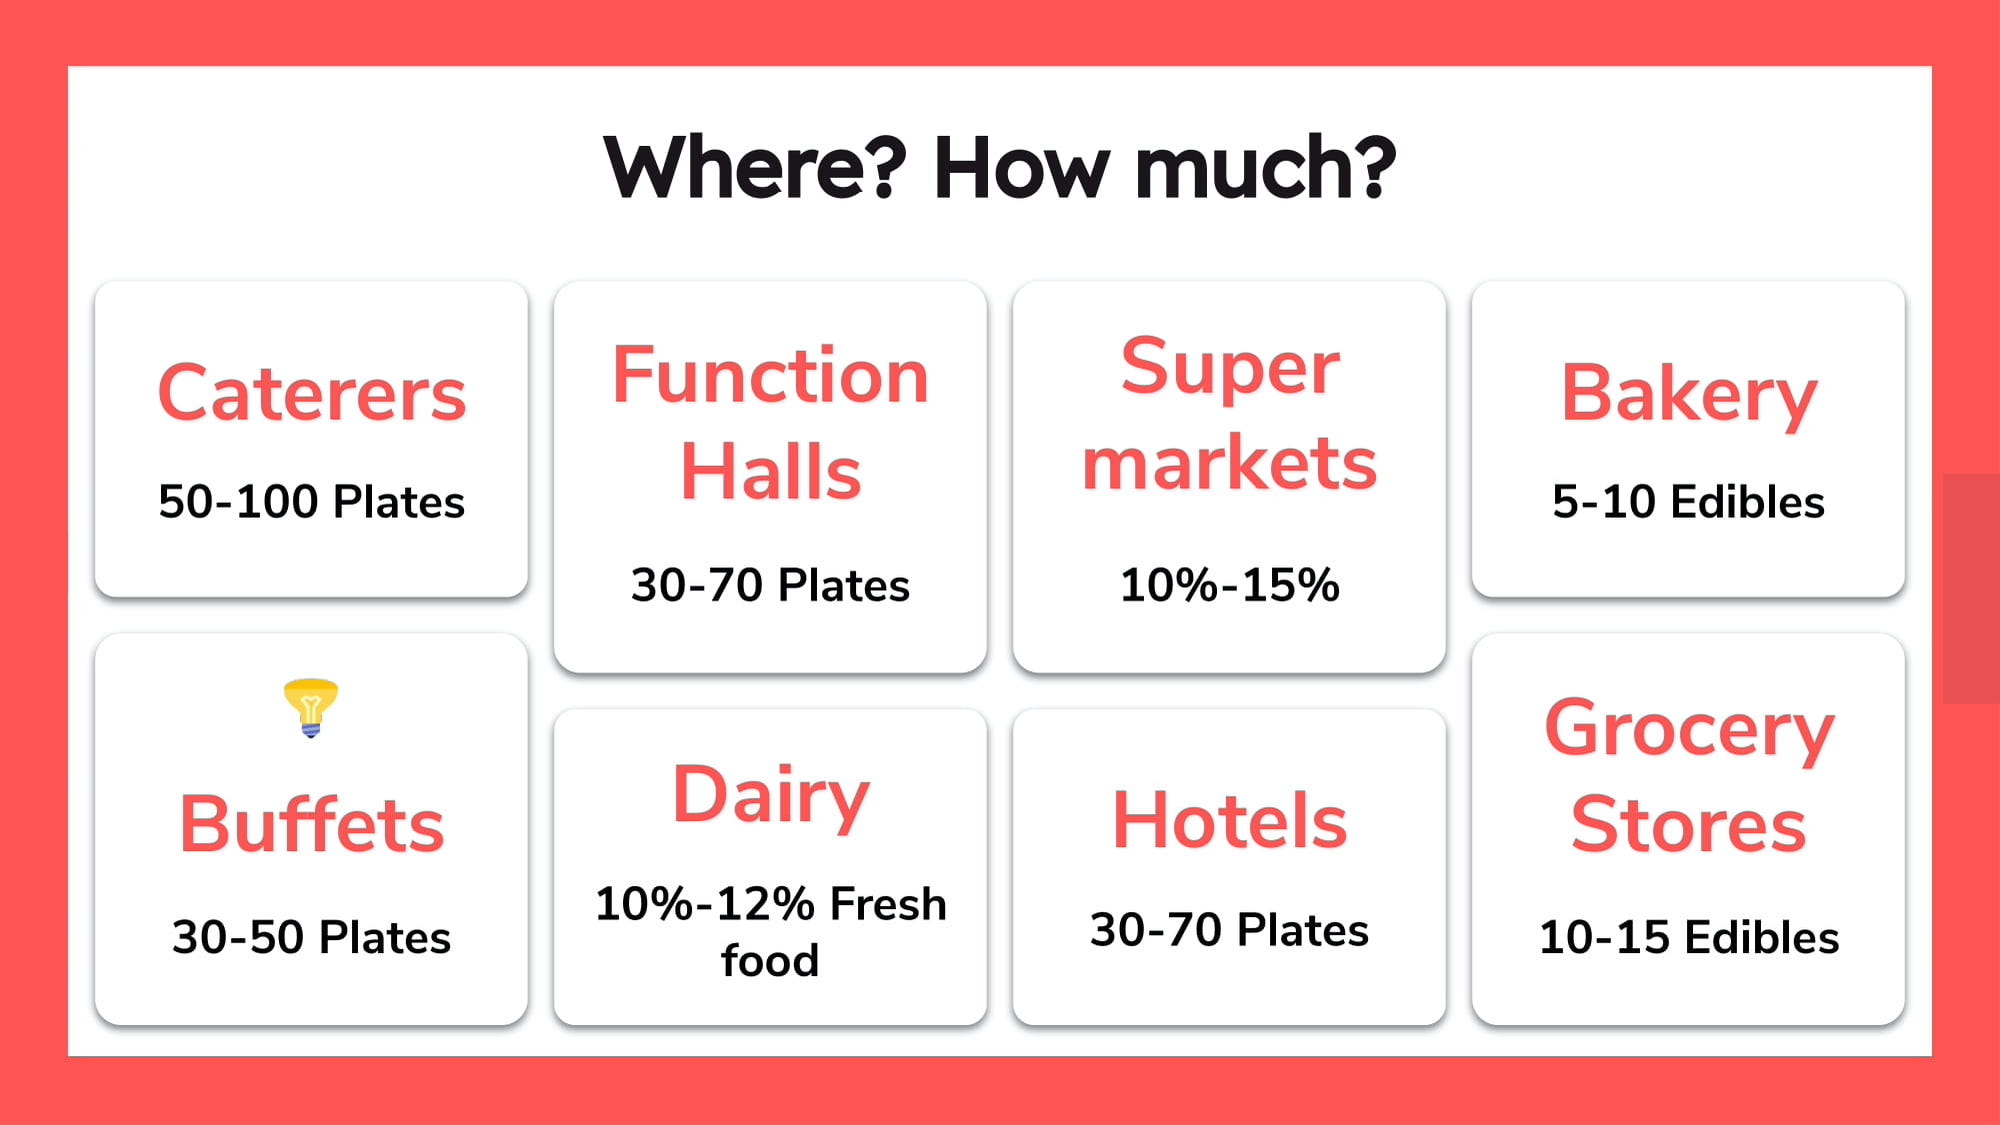 Where? How much?
Caterers
50-100 Plates
Function
Halls
30-70 Plates
Super
markets
10%-15%
Bakery
5-10 Edibles
Buffets
30-50 Plates
Dairy
10%-12% Fresh
food
Hotels
30-70 Plates
Grocery
Stores
10-15 Edibles